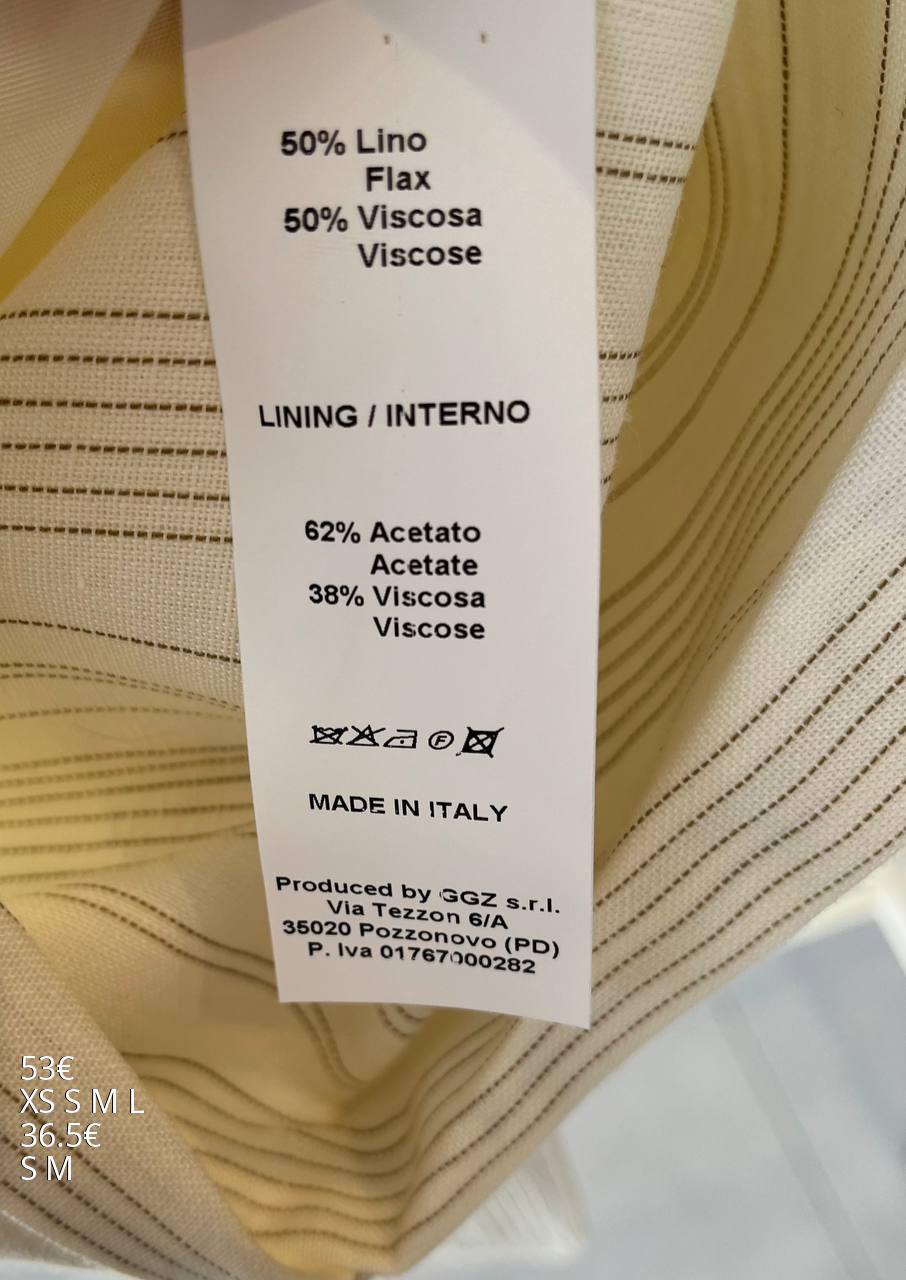 50% Lino
Flax
50% Viscosa
Viscose
LINING / INTERNO
62% Acetato
Acetate
38% Viscosa
Viscose
F
MADE IN ITALY
Produced by GGZ s.r.l.
Via Tezzon 6/A
35020 Pozzonovo (PD)
P. Iva 01767000282
53€
XS S M L
36.5€
S M